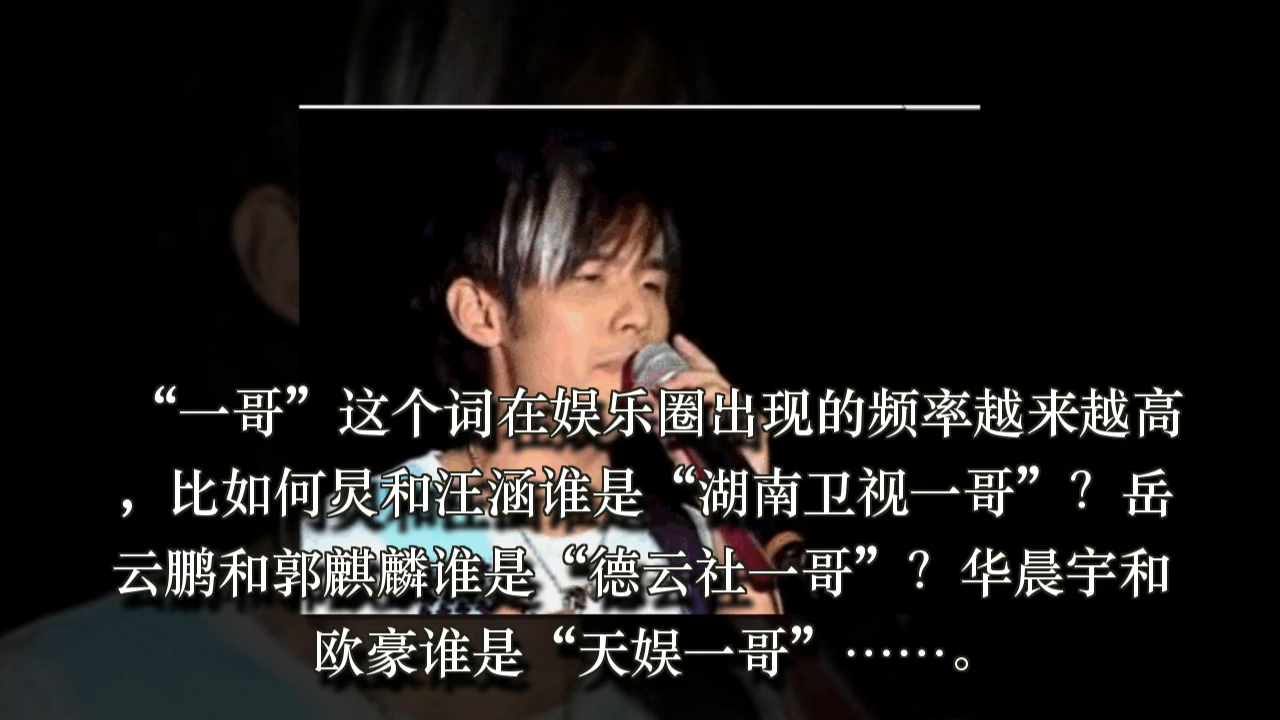 “一哥”这个词在娱乐圈出现的频率越来越高
，比如何炅和汪涵谁是“湖南卫视一哥”？岳
云鹏和郭麒麟谁是“德云社一哥”？华晨宇和
欧豪谁是“天娱一哥”……。